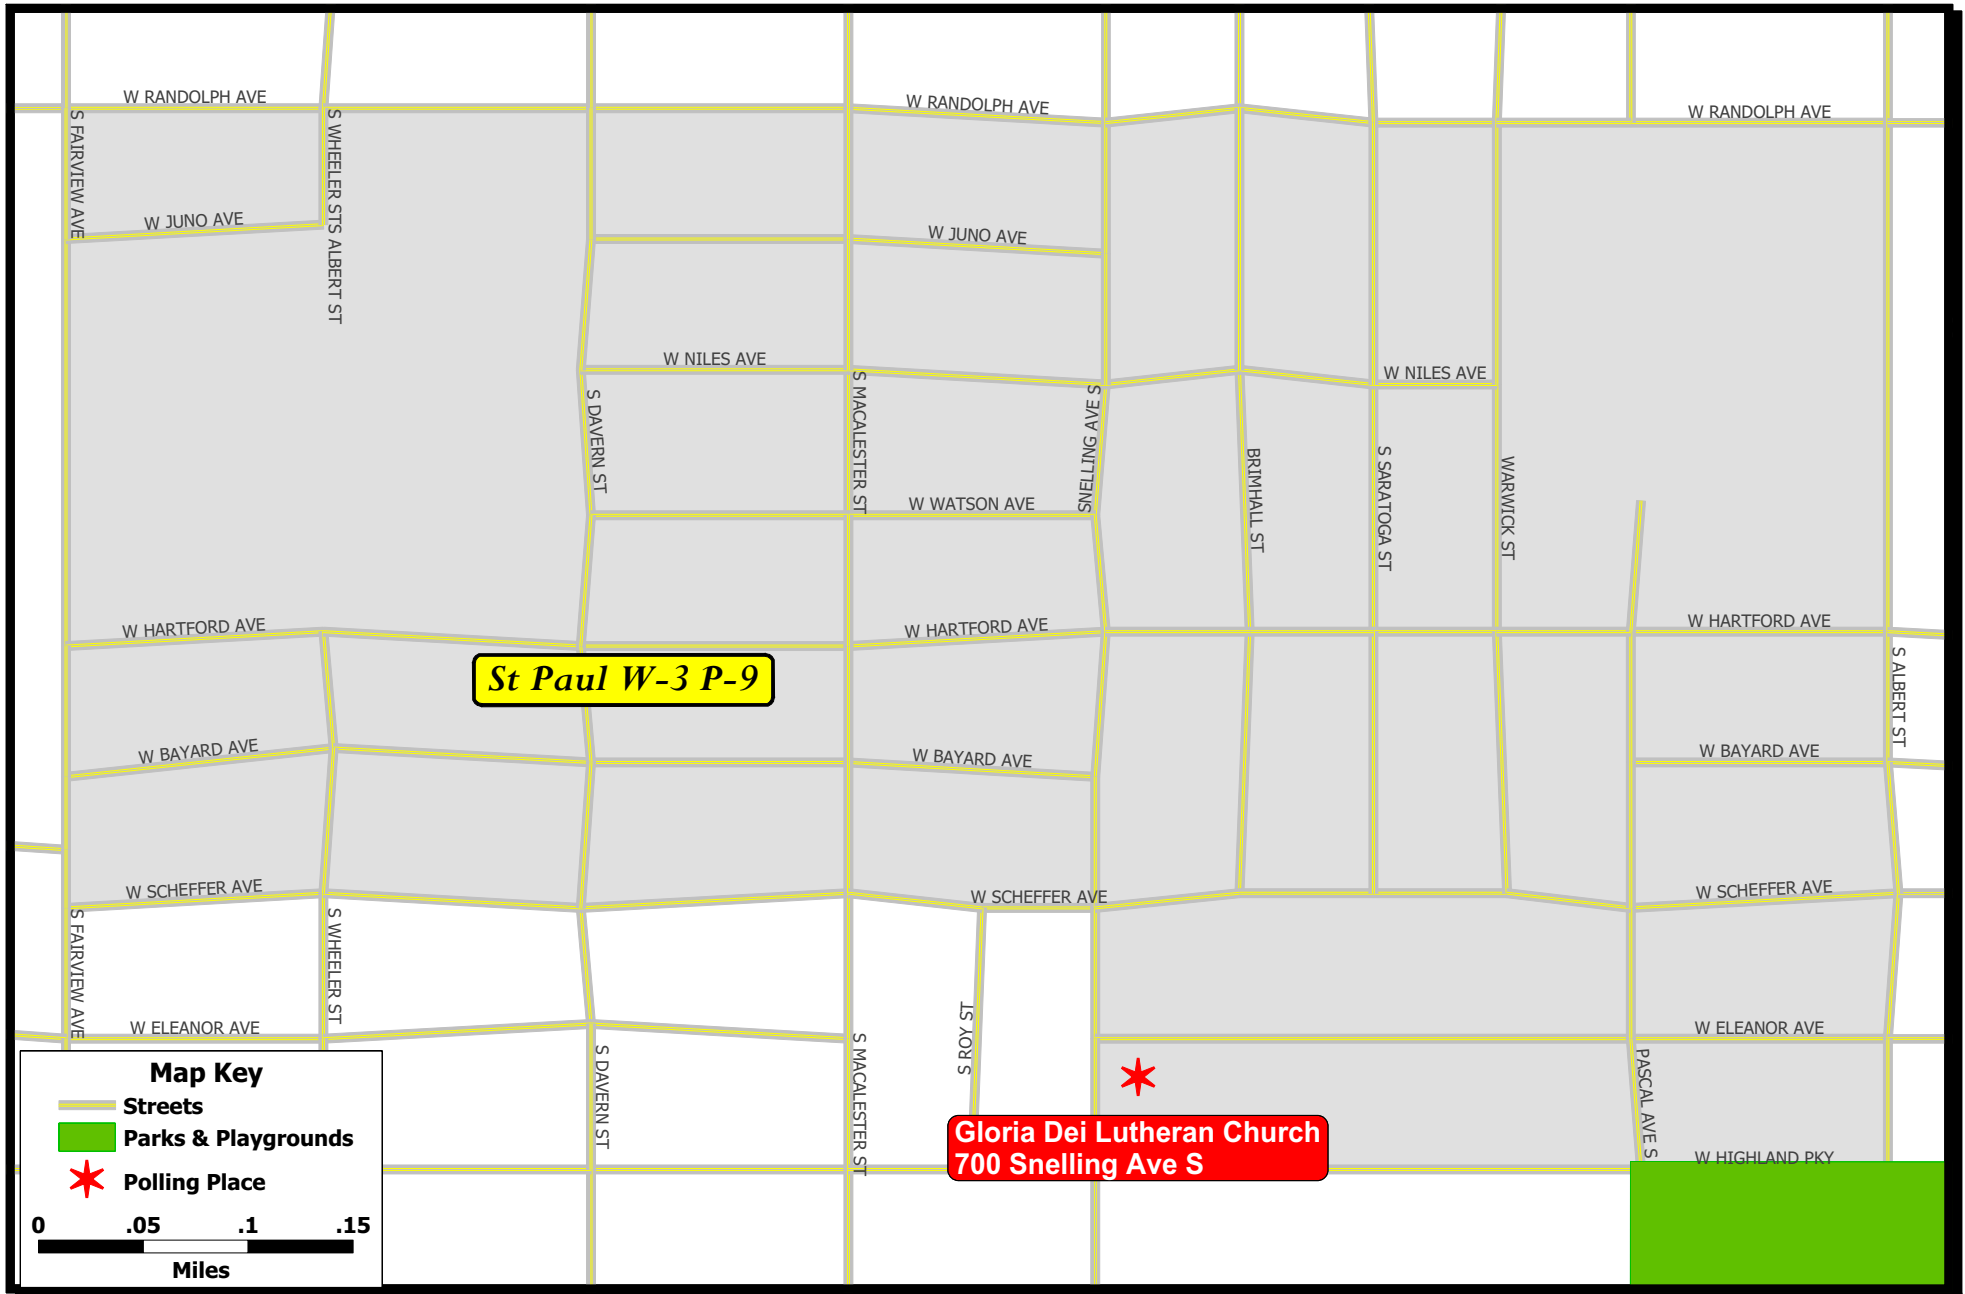 W RANDOLPH AVE
W RANDOLPH AVE
W RANDOLPH AVE
S FAIRVIEW AVE
S WHEELER ST
S ALBERT ST
W JUNO AVE
W JUNO AVE
W NILES AVE
W NILES AVE
S DAVERN ST
S MACALESTER ST
SNELLING AVE S
BRIMHALL ST
S SARATOGA ST
WARWICK ST
W WATSON AVE
W HARTFORD AVE
W HARTFORD AVE
W HARTFORD AVE
St Paul W-3 P-9
S ALBERT ST
W BAYARD AVE
W BAYARD AVE
W BAYARD AVE
W SCHEFFER AVE
W SCHEFFER AVE
W SCHEFFER AVE
S FAIRVIEW AVE
S WHEELER ST
S ROY ST
W ELEANOR AVE
W ELEANOR AVE
S DAVERN ST
S MACALESTER ST
PASCAL AVE S
Gloria Dei Lutheran Church
700 Snelling Ave S
W HIGHLAND PKY
Map Key
Streets
Parks & Playgrounds
Polling Place
0 .05 .1 .15
Miles